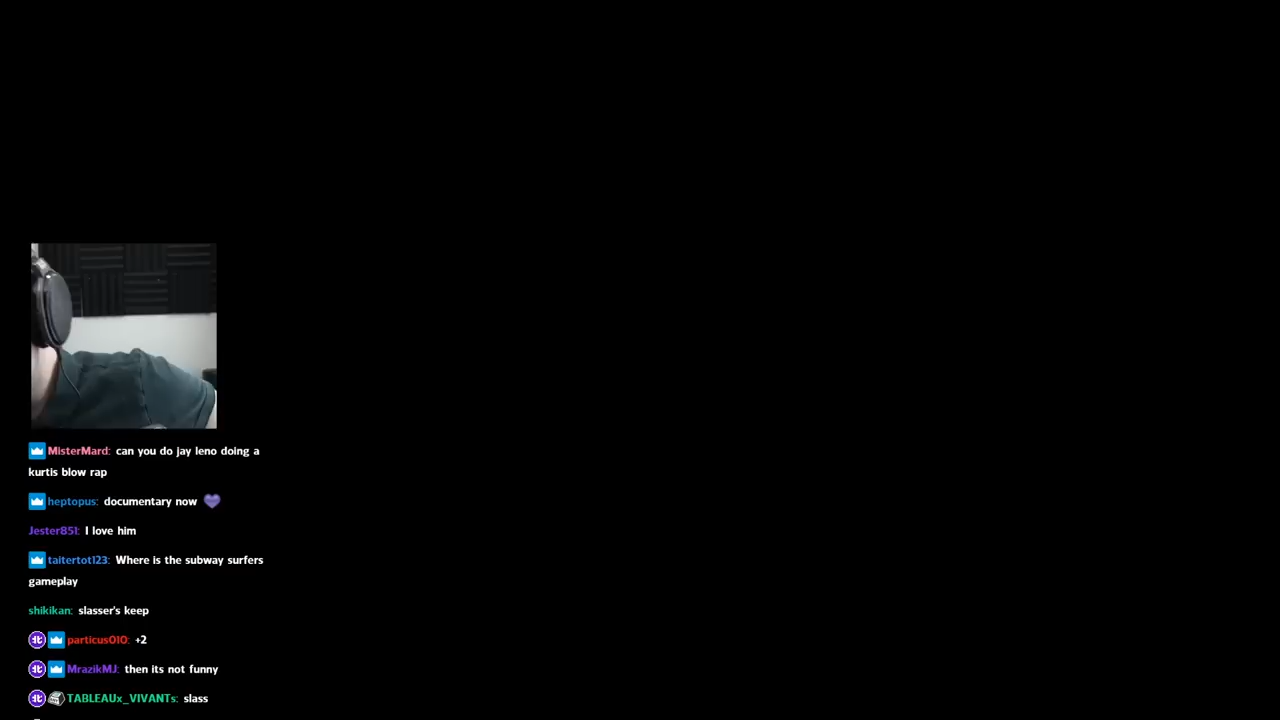 MisterMard: can you do jay leno doing a
kurtis blow rap
heptopus: documentary now
Jester851: I love him
taitertot123: Where is the subway surfers
gameplay
shikikan: slasser's keep
particus010: +2
MrazikMJ: then its not funny
TABLEAUx_VIVANTs: slass